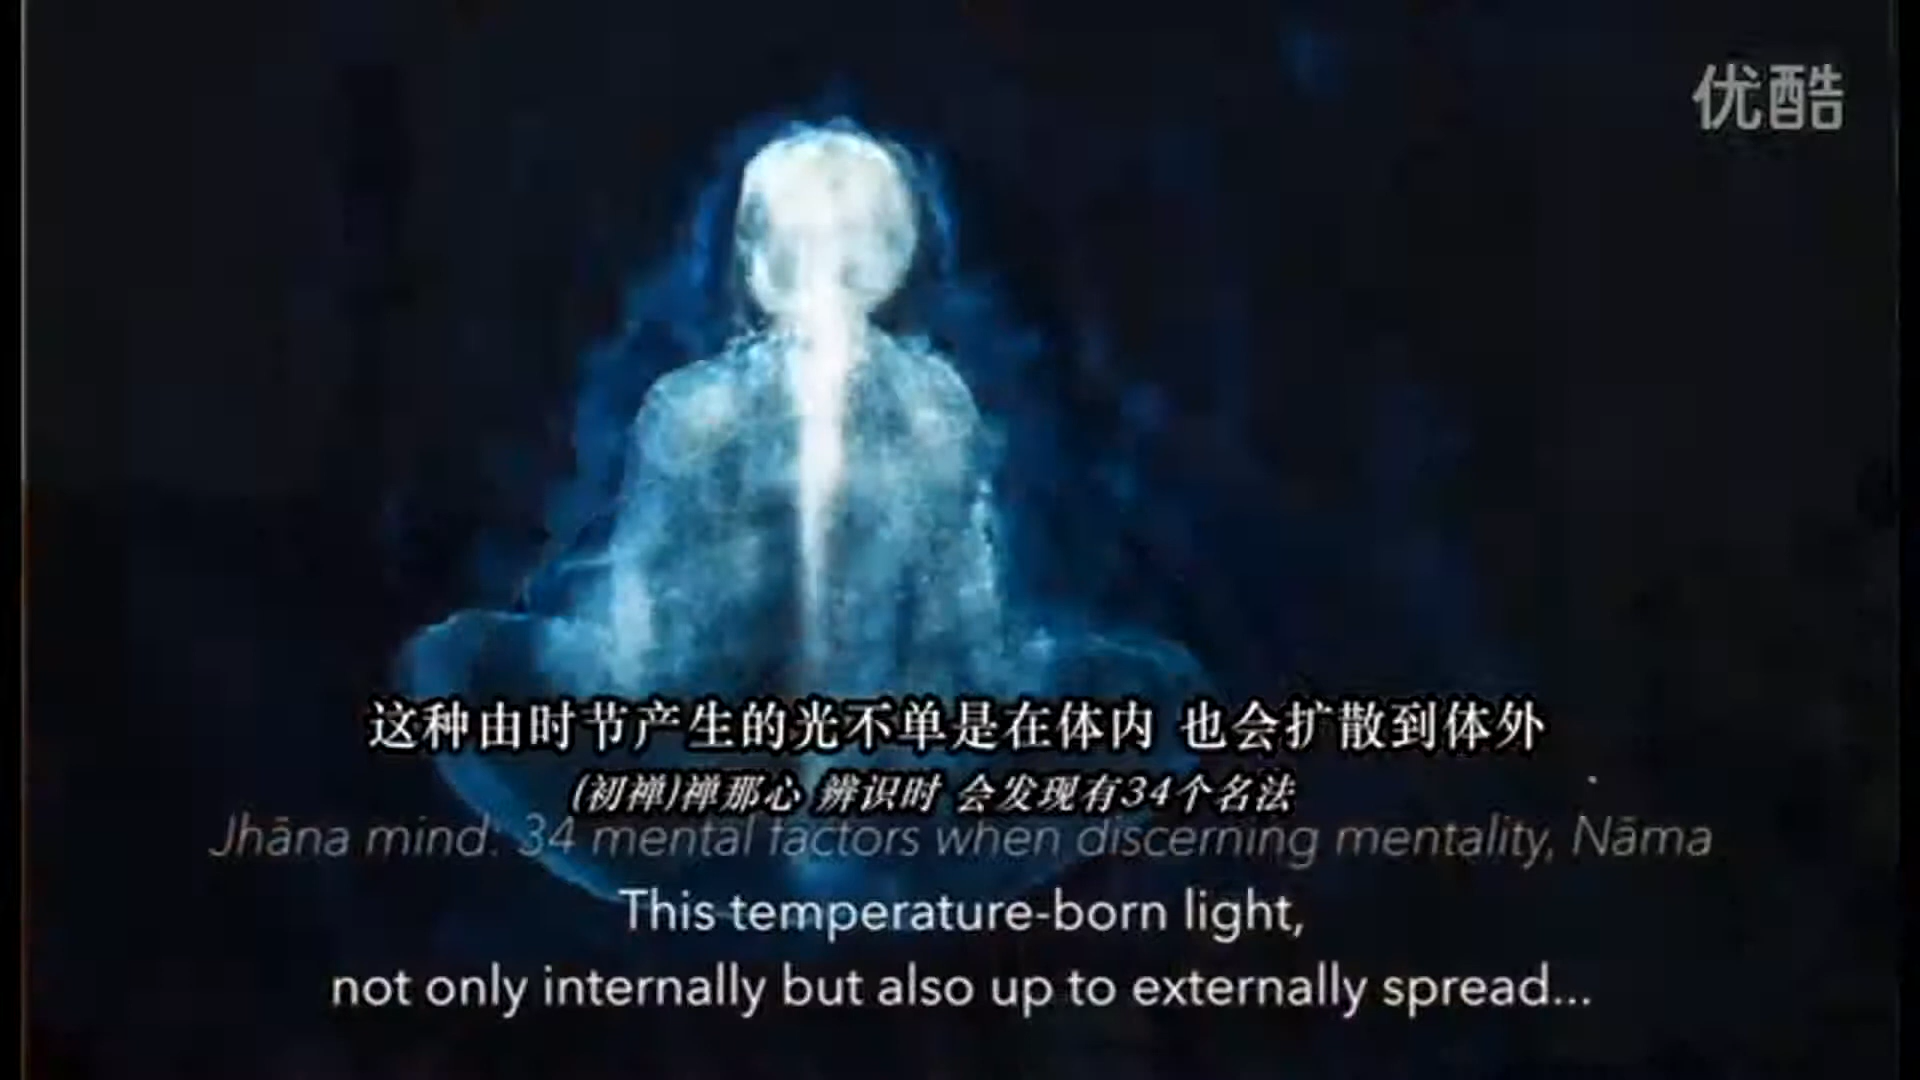 优酷
这种由时节产生的光不单是在体内 也会扩散到体外
(初禅)禅那心 辨识时 会发现有34个名法
Jhāna mind: 34 mental factors when discerning mentality, Nāma
This temperature-born light,
not only internally but also up to externally spread...